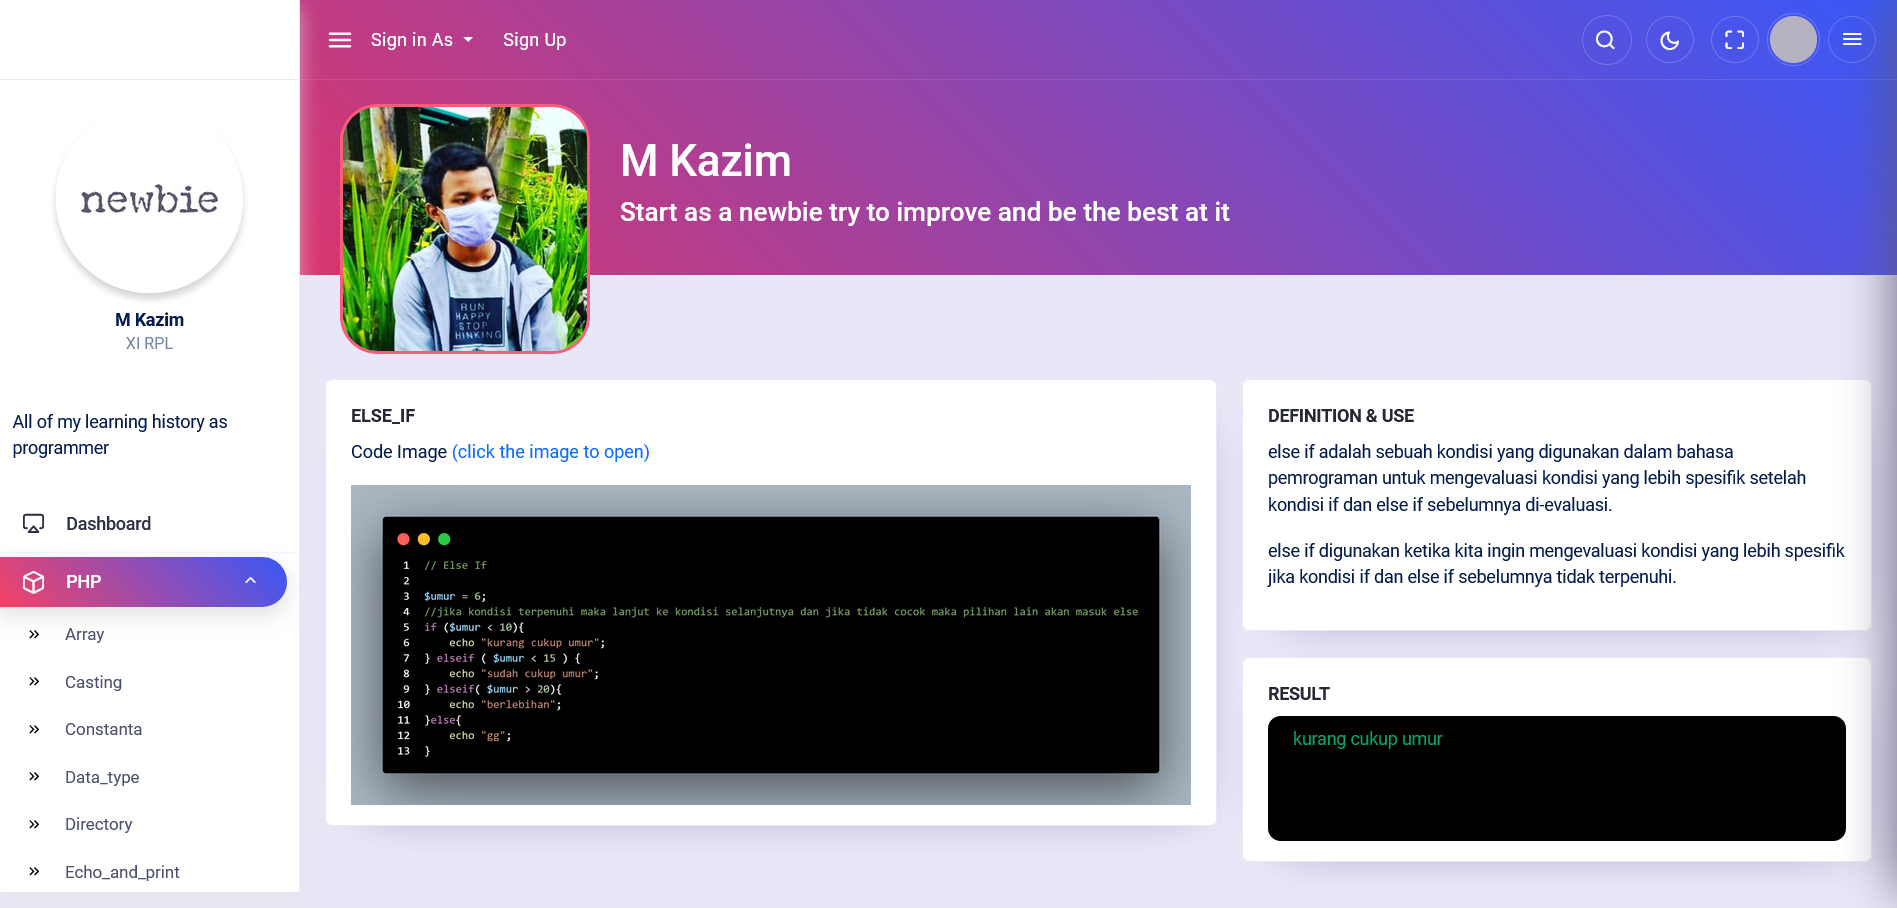 Sign in As
Sign Up
newbie
M Kazim
XI RPL
All of my learning history as
programmer
Dashboard
PHP
Array
Casting
Constanta
Data_type
Directory
Echo_and_print
RUN
HAPPY
STOP
HINKING
M Kazim
Start as a newbie try to improve and be the best at it
ELSE_IF
Code Image (click the image to open)
1 // Else If
2
3 $umur = 6;
4 //jika kondisi terpenuhi maka lanjut ke kondisi selanjutnya dan jika tidak cocok maka pilihan lain akan masuk else
5 if ($umur < 10){
6 echo "kurang cukup umur";
7 } elseif ( $umur < 15 ) {
8 echo "sudah cukup umur";
9 } elseif( $umur > 20){
10 echo "berlebihan";
11 }else{
12 echo "gg";
13 }
DEFINITION & USE
else if adalah sebuah kondisi yang digunakan dalam bahasa
pemrograman untuk mengevaluasi kondisi yang lebih spesifik setelah
kondisi if dan else if sebelumnya di-evaluasi.
else if digunakan ketika kita ingin mengevaluasi kondisi yang lebih spesifik
jika kondisi if dan else if sebelumnya tidak terpenuhi.
RESULT
kurang cukup umur